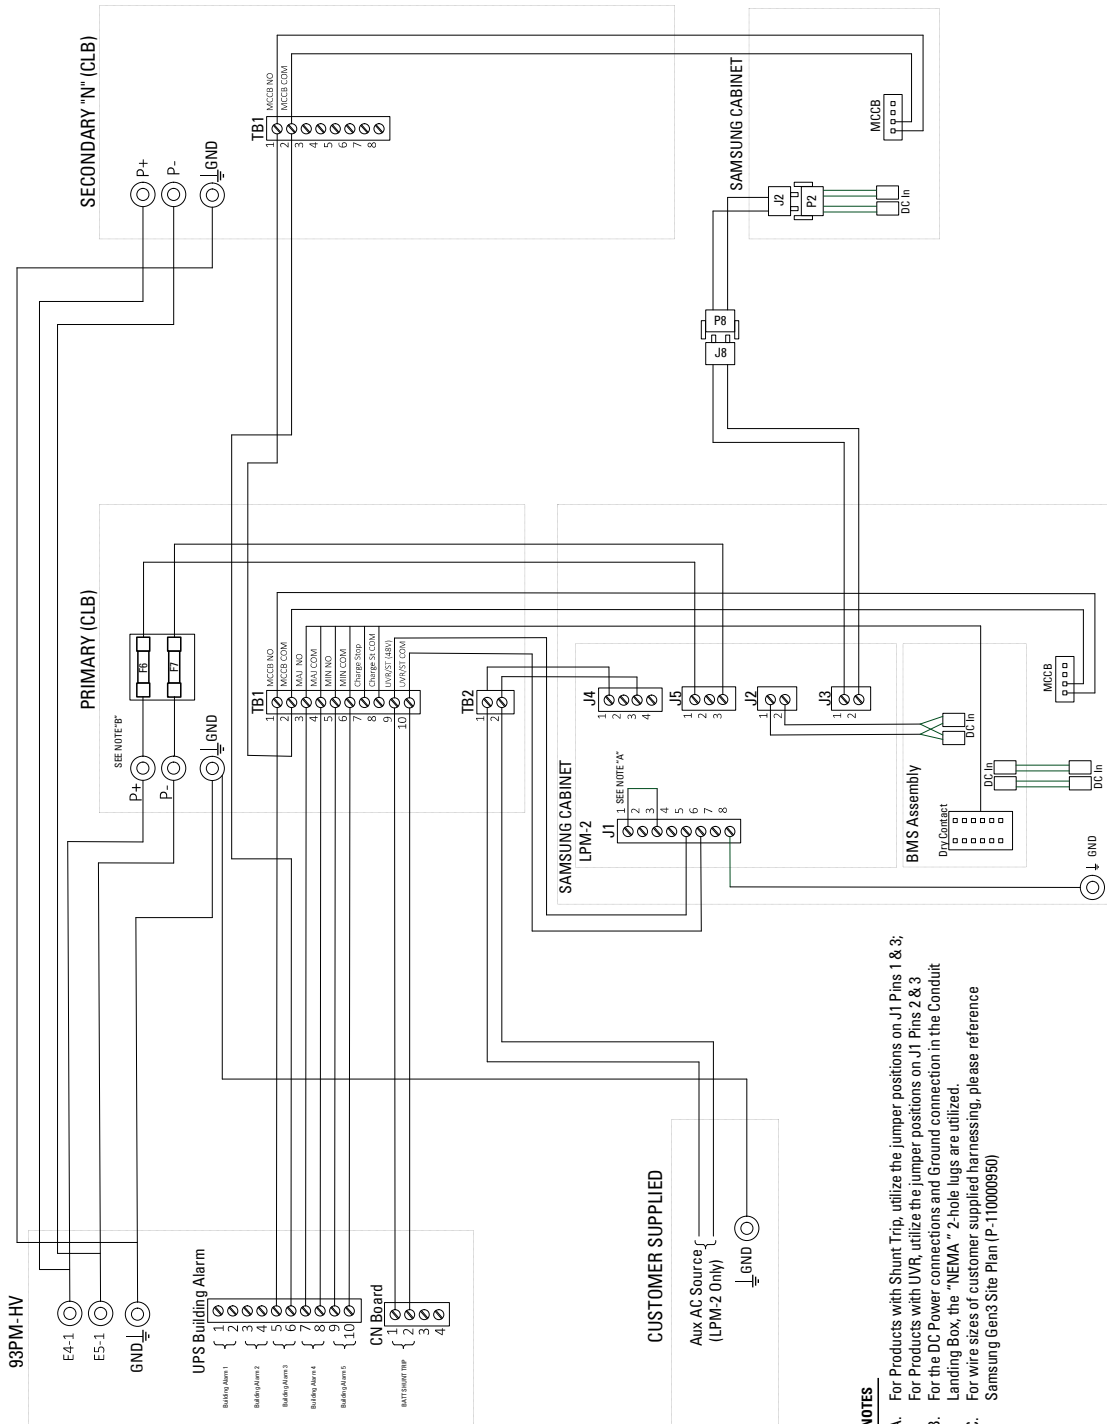 93PM-HV
E4-1
E5-1
GND
UPS Building Alarm
1
2
3
4
5
6
7
8
9
10
Building Alarm 1
Building Alarm 2
Building Alarm 3
Building Alarm 4
Building Alarm 5
CN Board
1
2
3
4
BATT SHUNT TRIP
CUSTOMER SUPPLIED
Aux AC Source
(LPM-2 Only)
GND
PRIMARY (CLB)
SEE NOTE"B"
P+
P-
GND
F6
F7
TB1
1 MCCB NO
2 MCCB COM
3 MAJ NO
4 MAJ COM
5 MIN NO
6 MIN COM
7 Charge Stop
8 Charge St COM
9 UVR/ST (48V)
10 UVR/ST COM
TB2
1
2
SAMSUNG CABINET
LPM-2
J1
1
2
3
4
5
6
7
8
SEE NOTE"A"
J4
1
2
3
4
J5
1
2
3
J2
1
2
J3
1
2
BMS Assembly
Dry Contact
DC In
DC In
DC In
MCCB
GND
SECONDARY "N" (CLB)
P+
P-
GND
TB1
1 MCCB NO
2 MCCB COM
3
4
5
6
7
8
J8
P8
SAMSUNG CABINET
J2
P2
DC In
MCCB
NOTES
A. For Products with Shunt Trip, utilize the jumper positions on J1 Pins 1 & 3;
For Products with UVR, utilize the jumper positions on J1 Pins 2 & 3
B. For the DC Power connections and Ground connection in the Conduit
Landing Box, the "NEMA" 2-hole lugs are utilized.
C. For wire sizes of customer supplied harnessing, please reference
Samsung Gen3 Site Plan (P-110000950)